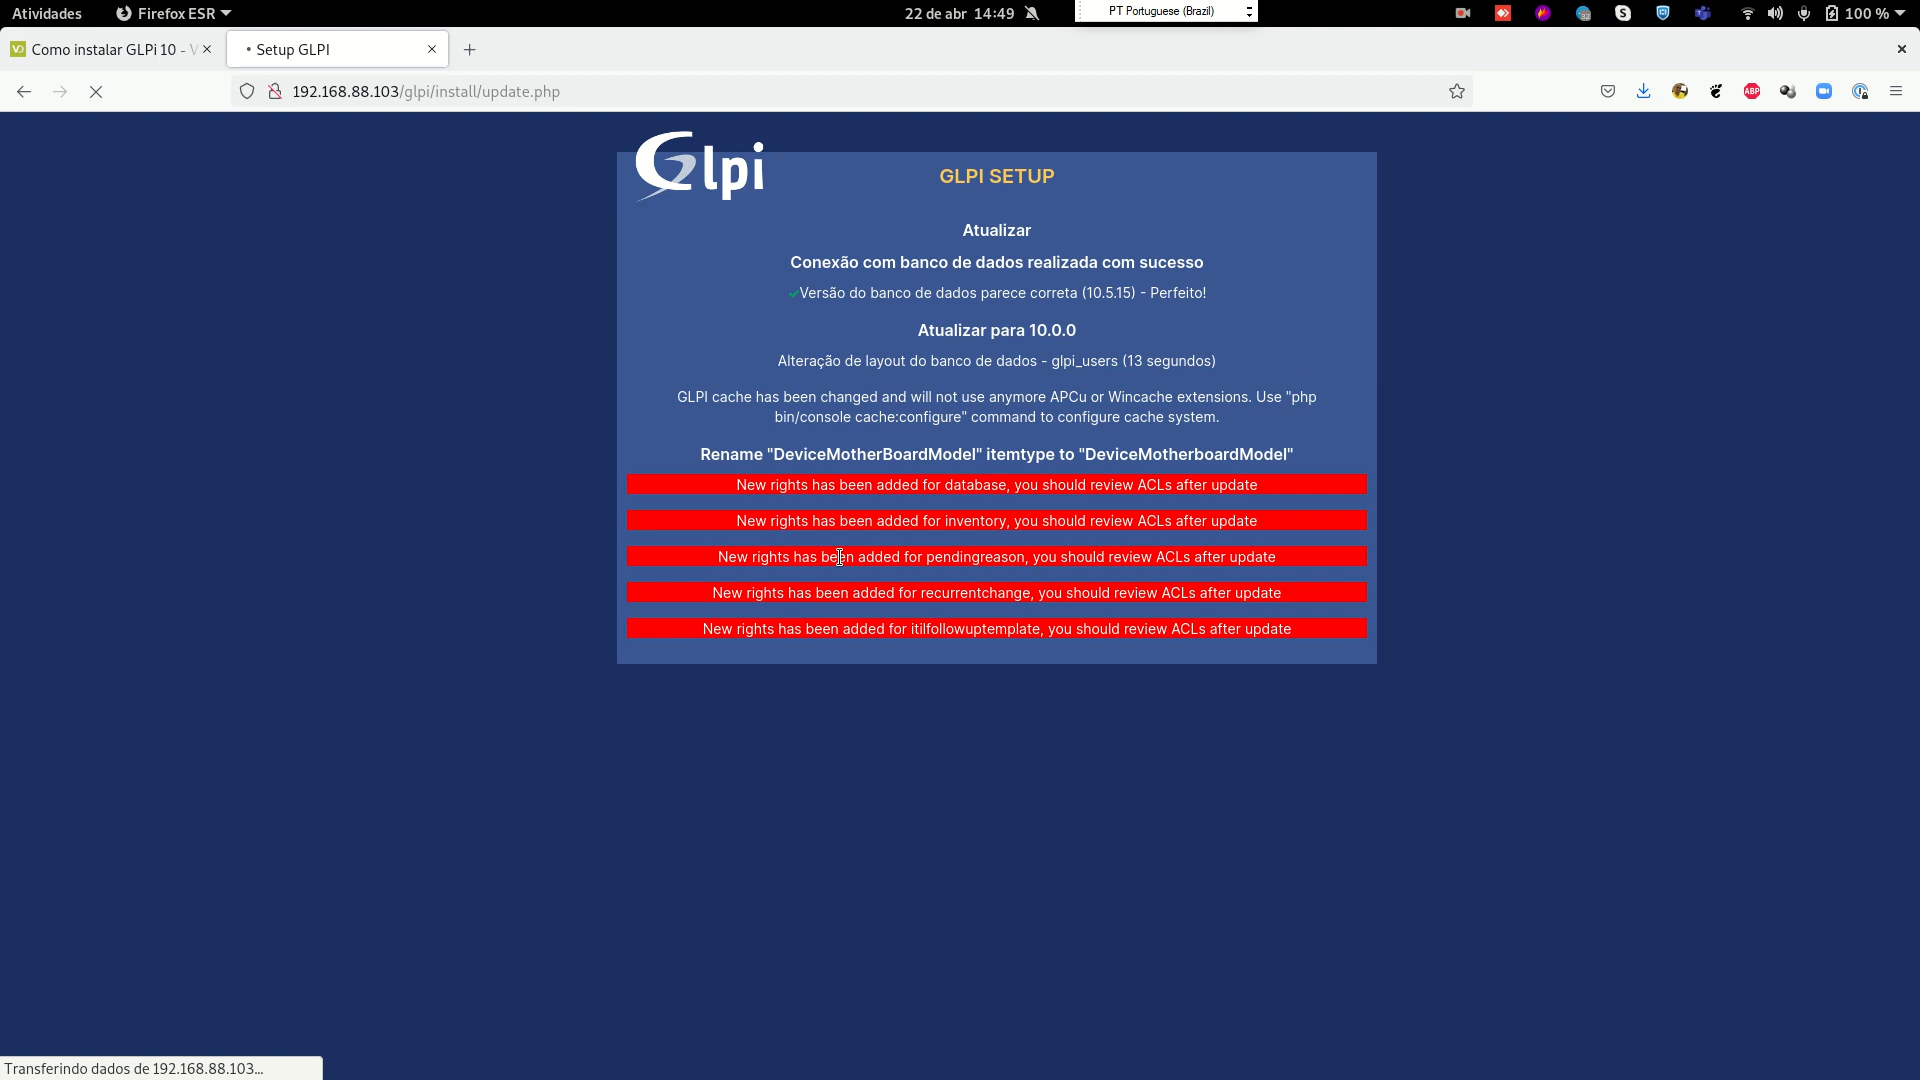 Atividades
Firefox ESR
22 de abr 14:49
PT Portuguese (Brazil)
100 %
Como instalar GLPi 10 - V
• Setup GLPI
192.168.88.103/glpi/install/update.php
ABP
Glpi
GLPI SETUP
Atualizar
Conexão com banco de dados realizada com sucesso
Versão do banco de dados parece correta (10.5.15) - Perfeito!
Atualizar para 10.0.0
Alteração de layout do banco de dados - glpi_users (13 segundos)
GLPI cache has been changed and will not use anymore APCu or Wincache extensions. Use "php
bin/console cache:configure" command to configure cache system.
Rename "DeviceMotherBoardModel" itemtype to "DeviceMotherboardModel"
New rights has been added for database, you should review ACLs after update
New rights has been added for inventory, you should review ACLs after update
New rights has been added for pendingreason, you should review ACLs after update
New rights has been added for recurrentchange, you should review ACLs after update
New rights has been added for itilfollowuptemplate, you should review ACLs after update
Transferindo dados de 192.168.88.103...